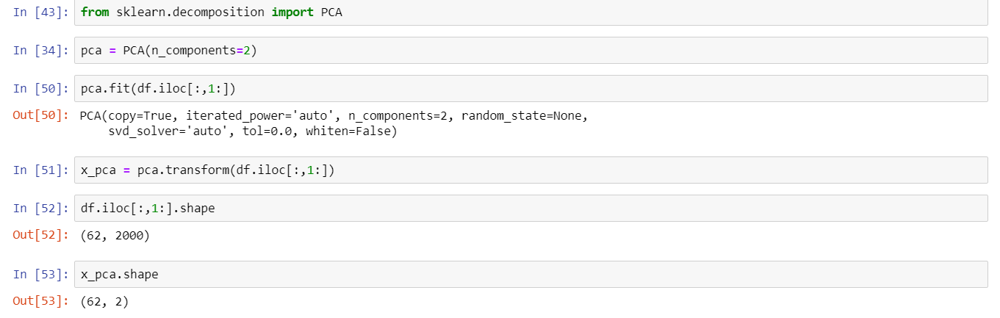 In [43]: from sklearn.decomposition import PCA
In [34]: pca = PCA(n_components=2)
In [50]: pca.fit(df.iloc[:,1:])
Out[50]: PCA(copy=True, iterated_power='auto', n_components=2, random_state=None,
svd_solver='auto', tol=0.0, whiten=False)
In [51]: x_pca = pca.transform(df.iloc[:,1:])
In [52]: df.iloc[:,1:].shape
Out[52]: (62, 2000)
In [53]: x_pca.shape
Out[53]: (62, 2)